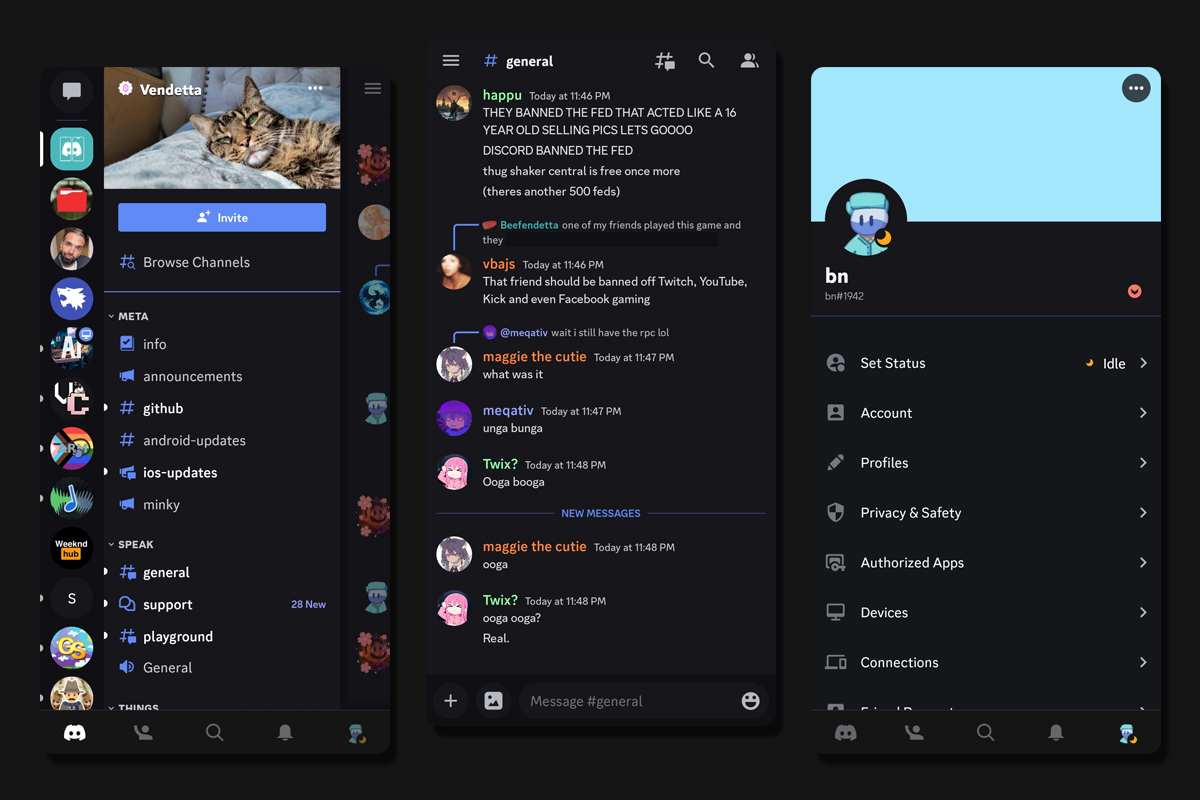 Vendetta
Invite
Browse Channels
META
info
announcements
github
android-updates
ios-updates
minky
SPEAK
general
support
28 New
playground
General
THINGS
Ai
VC
Weeknd
hub
S
GS
general
happu Today at 11:46 PM
THEY BANNED THE FED THAT ACTED LIKE A 16
YEAR OLD SELLING PICS LETS GOOOO
DISCORD BANNED THE FED
thug shaker central is free once more
(theres another 500 feds)
Beefendetta one of my friends played this game and
they
vbajs Today at 11:46 PM
That friend should be banned off Twitch, YouTube,
Kick and even Facebook gaming
@meqativ wait i still have the rpc lol
maggie the cutie Today at 11:47 PM
what was it
meqativ Today at 11:47 PM
unga bunga
Twix? Today at 11:48 PM
Ooga booga
NEW MESSAGES
maggie the cutie Today at 11:48 PM
ooga
Twix? Today at 11:48 PM
ooga ooga?
Real.
Message #general
bn
bn#1942
Set Status
Idle
Account
Profiles
Privacy & Safety
Authorized Apps
Devices
Connections